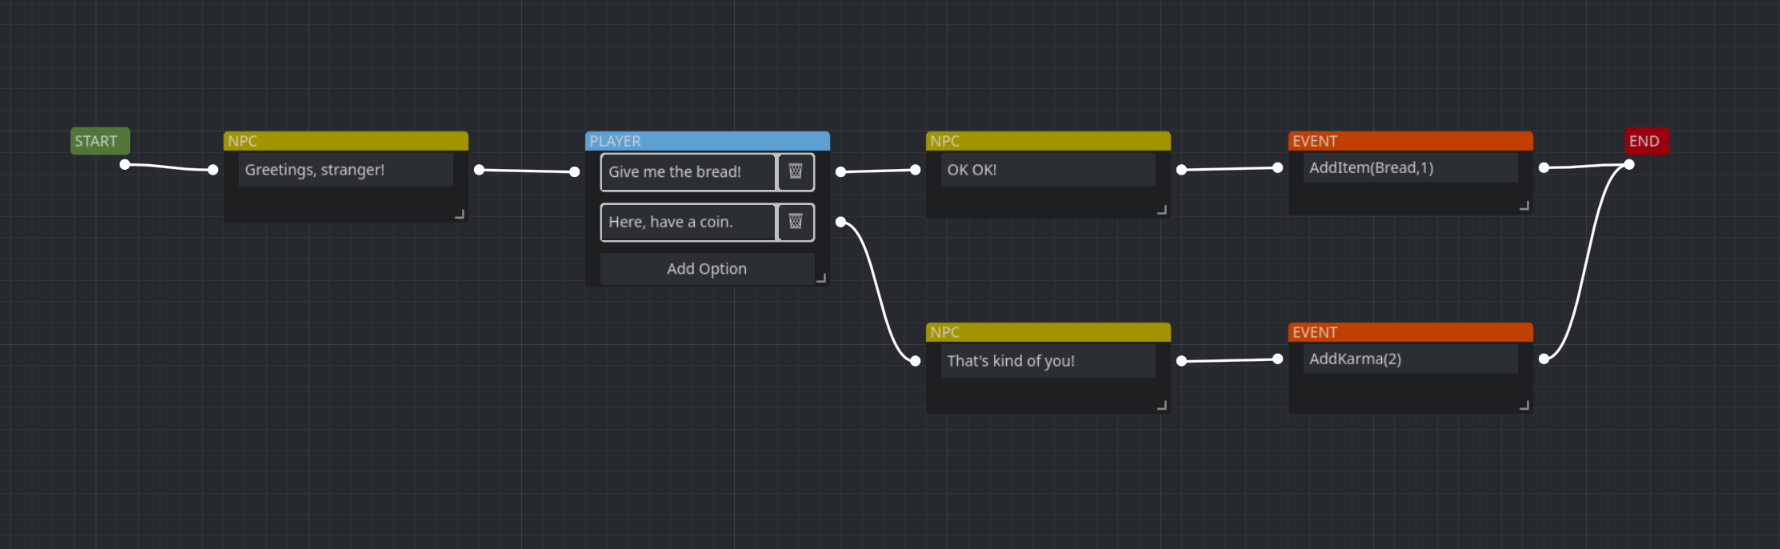 START
NPC
Greetings, stranger!
PLAYER
Give me the bread!
Here, have a coin.
Add Option
NPC
OK OK!
EVENT
AddItem(Bread,1)
END
NPC
That's kind of you!
EVENT
AddKarma(2)